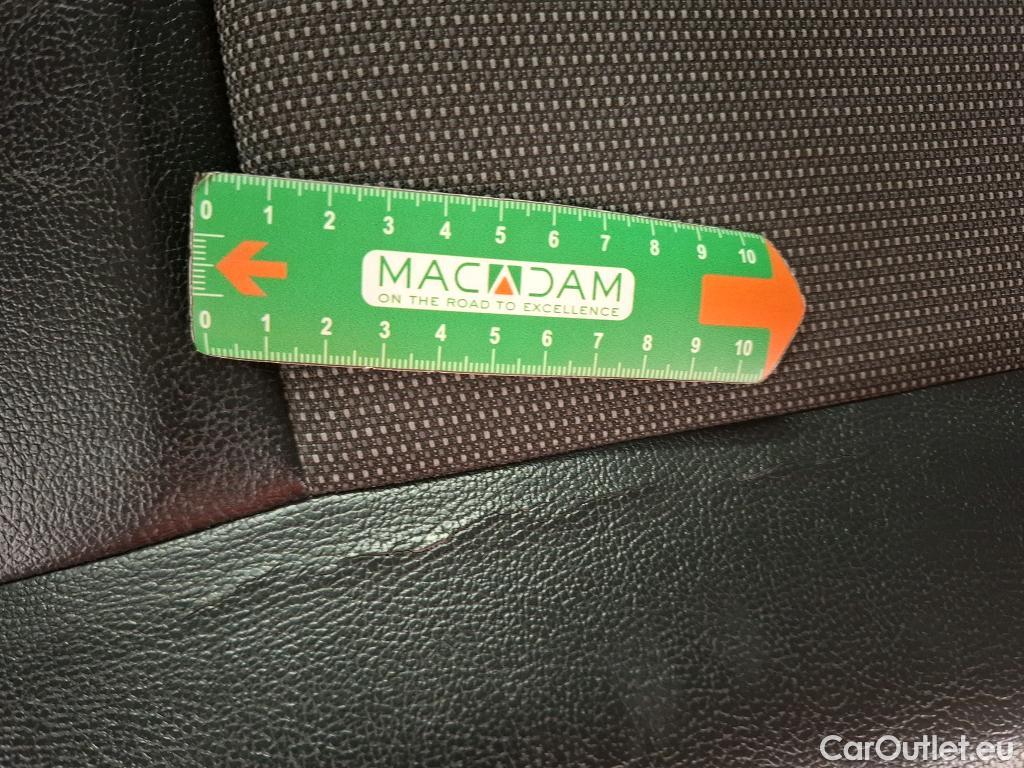 0 1 2 3 4 5 6 7 8 9 10
MACADAM
ON THE ROAD TO EXCELLENCE
0 1 2 3 4 5 6 7 8 9 10
CarOutlet.eu